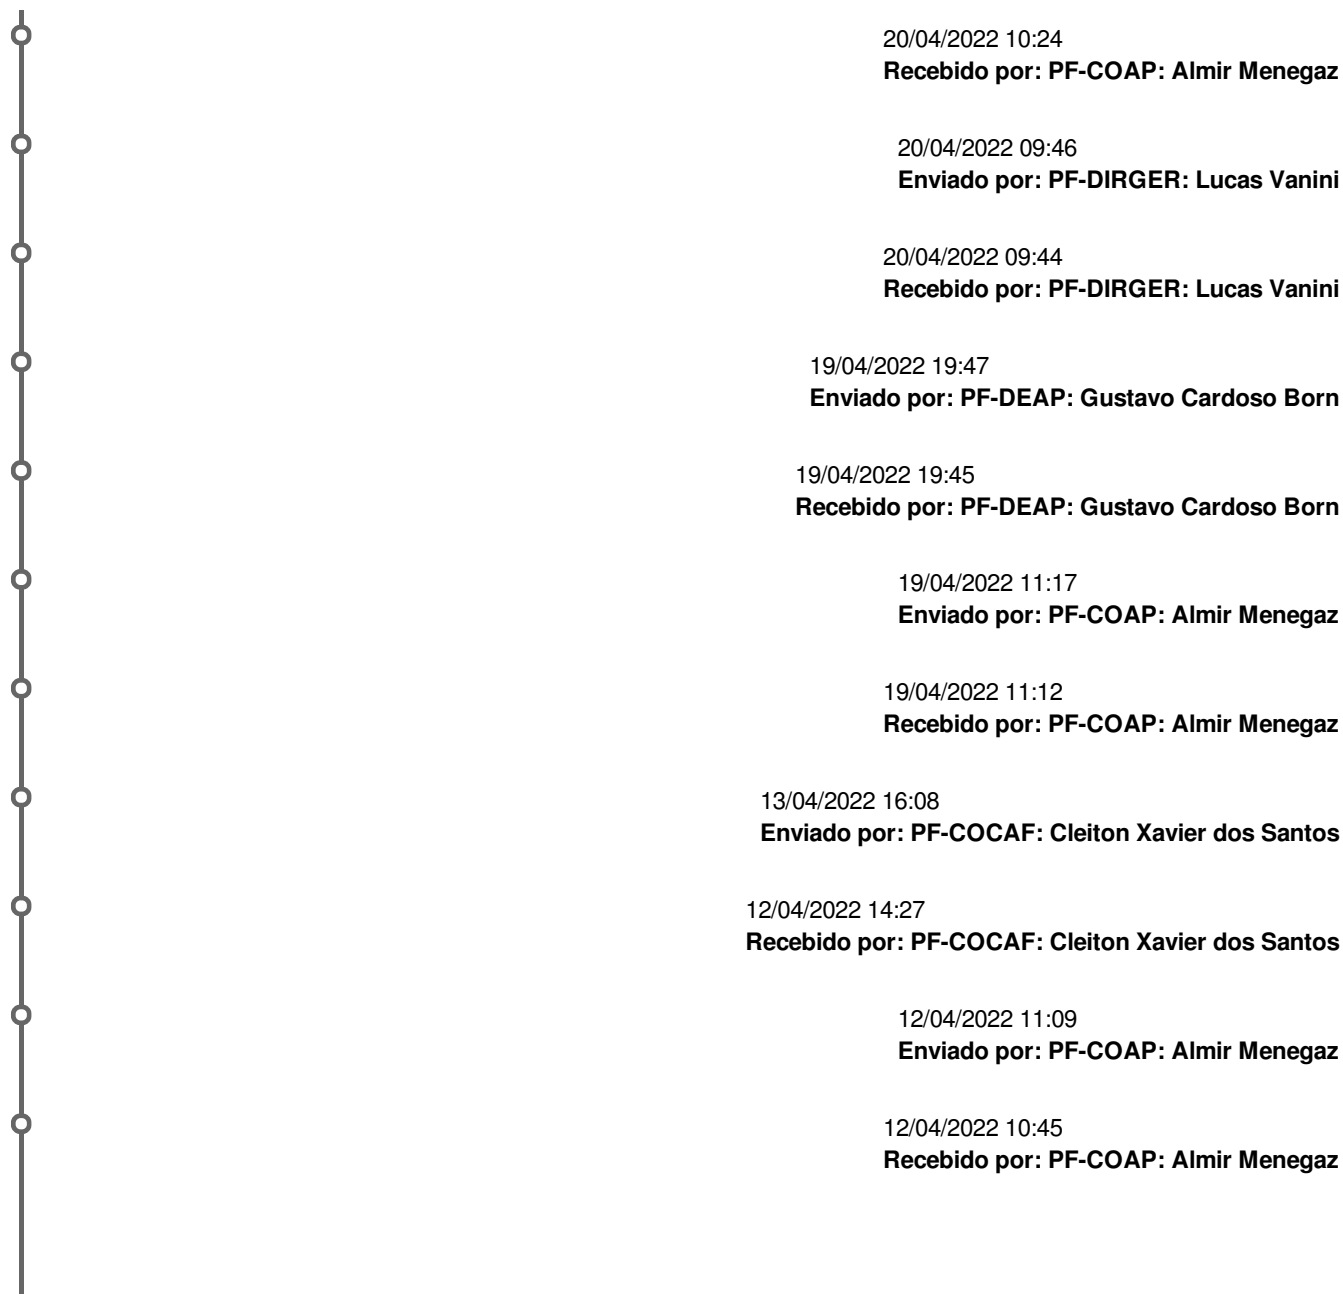 20/04/2022 10:24
Recebido por: PF-COAP: Almir Menegaz
20/04/2022 09:46
Enviado por: PF-DIRGER: Lucas Vanini
20/04/2022 09:44
Recebido por: PF-DIRGER: Lucas Vanini
19/04/2022 19:47
Enviado por: PF-DEAP: Gustavo Cardoso Born
19/04/2022 19:45
Recebido por: PF-DEAP: Gustavo Cardoso Born
19/04/2022 11:17
Enviado por: PF-COAP: Almir Menegaz
19/04/2022 11:12
Recebido por: PF-COAP: Almir Menegaz
13/04/2022 16:08
Enviado por: PF-COCAF: Cleiton Xavier dos Santos
12/04/2022 14:27
Recebido por: PF-COCAF: Cleiton Xavier dos Santos
12/04/2022 11:09
Enviado por: PF-COAP: Almir Menegaz
12/04/2022 10:45
Recebido por: PF-COAP: Almir Menegaz